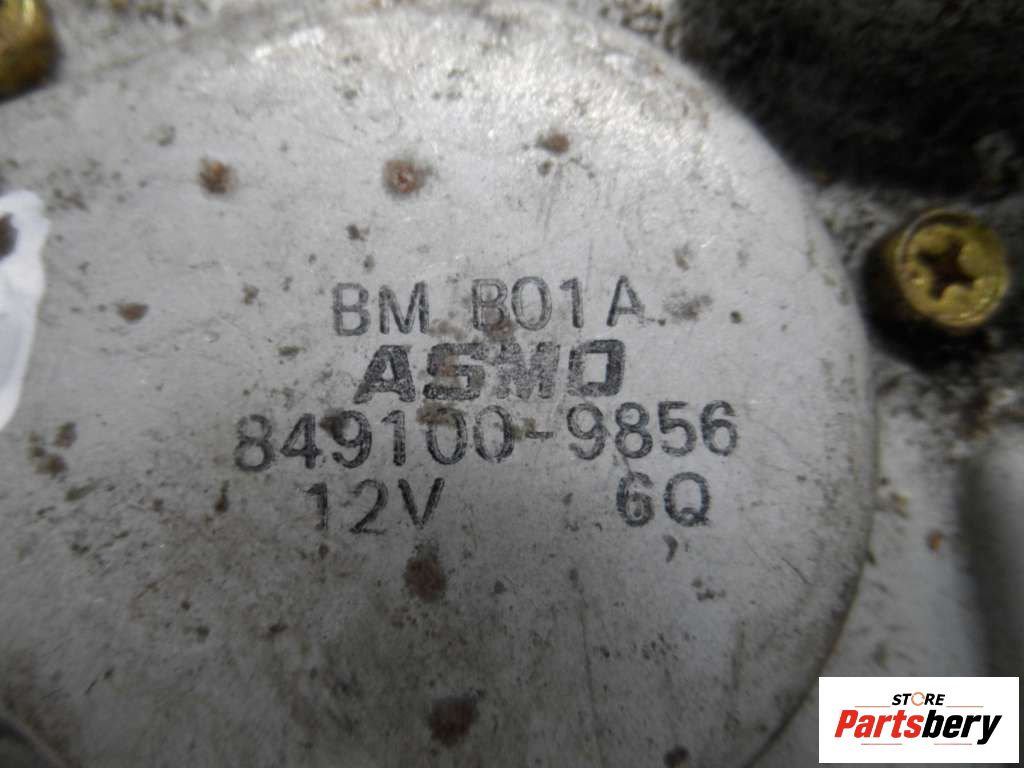 BM B01A
ASMO
849100-9856
12V 6Q
STORE
Partsbery